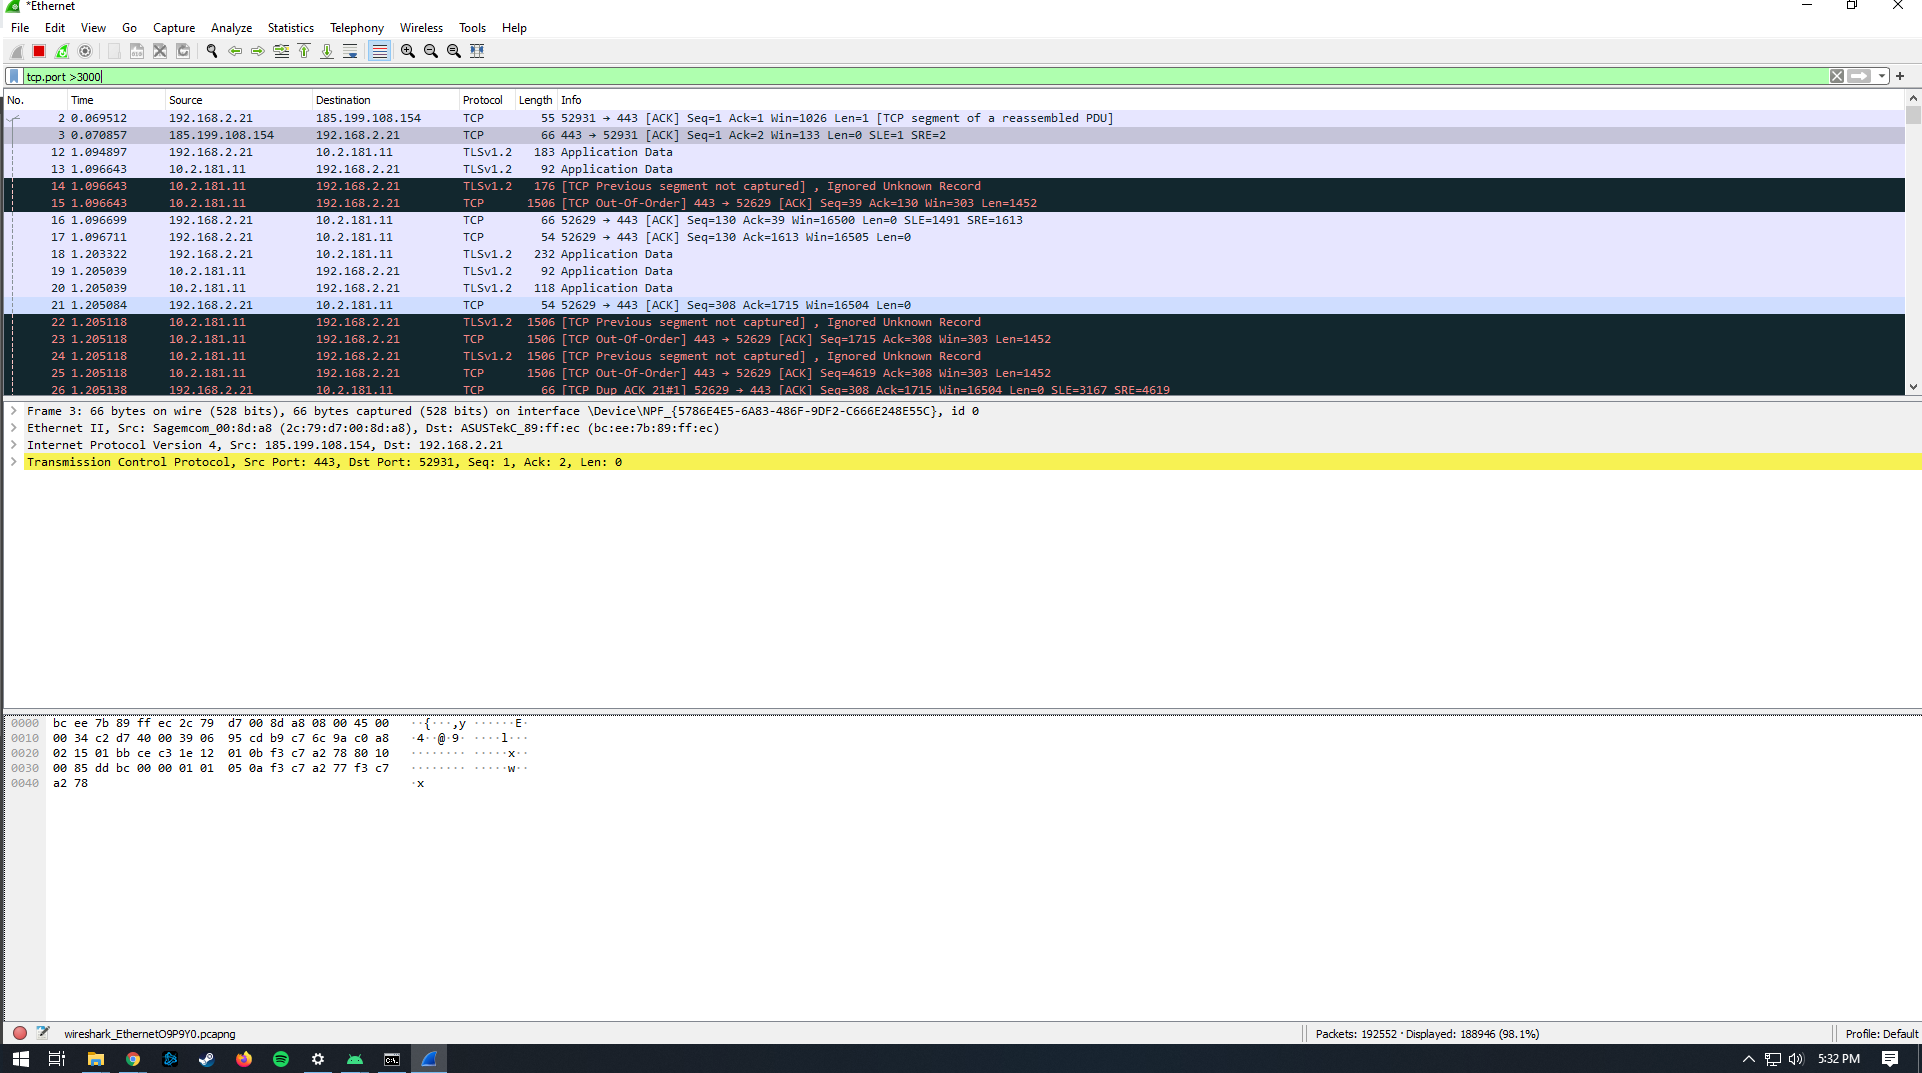 *Ethernet
File Edit View Go Capture Analyze Statistics Telephony Wireless Tools Help
tcp.port >3000
No. Time Source Destination Protocol Length Info
2 0.069512 192.168.2.21 185.199.108.154 TCP 55 52931 → 443 [ACK] Seq=1 Ack=1 Win=1026 Len=1 [TCP segment of a reassembled PDU]
3 0.070857 185.199.108.154 192.168.2.21 TCP 66 443 → 52931 [ACK] Seq=1 Ack=2 Win=133 Len=0 SLE=1 SRE=2
12 1.094897 192.168.2.21 10.2.181.11 TLSv1.2 183 Application Data
13 1.096643 10.2.181.11 192.168.2.21 TLSv1.2 92 Application Data
14 1.096643 10.2.181.11 192.168.2.21 TLSv1.2 176 [TCP Previous segment not captured] , Ignored Unknown Record
15 1.096643 10.2.181.11 192.168.2.21 TCP 1506 [TCP Out-Of-Order] 443 → 52629 [ACK] Seq=39 Ack=130 Win=303 Len=1452
16 1.096699 192.168.2.21 10.2.181.11 TCP 66 52629 → 443 [ACK] Seq=130 Ack=39 Win=16500 Len=0 SLE=1491 SRE=1613
17 1.096711 192.168.2.21 10.2.181.11 TCP 54 52629 → 443 [ACK] Seq=130 Ack=1613 Win=16505 Len=0
18 1.203322 192.168.2.21 10.2.181.11 TLSv1.2 232 Application Data
19 1.205039 10.2.181.11 192.168.2.21 TLSv1.2 92 Application Data
20 1.205039 10.2.181.11 192.168.2.21 TLSv1.2 118 Application Data
21 1.205084 192.168.2.21 10.2.181.11 TCP 54 52629 → 443 [ACK] Seq=308 Ack=1715 Win=16504 Len=0
22 1.205118 10.2.181.11 192.168.2.21 TLSv1.2 1506 [TCP Previous segment not captured] , Ignored Unknown Record
23 1.205118 10.2.181.11 192.168.2.21 TCP 1506 [TCP Out-Of-Order] 443 → 52629 [ACK] Seq=1715 Ack=308 Win=303 Len=1452
24 1.205118 10.2.181.11 192.168.2.21 TLSv1.2 1506 [TCP Previous segment not captured] , Ignored Unknown Record
25 1.205118 10.2.181.11 192.168.2.21 TCP 1506 [TCP Out-Of-Order] 443 → 52629 [ACK] Seq=4619 Ack=308 Win=303 Len=1452
26 1.205138 192.168.2.21 10.2.181.11 TCP 66 [TCP Dup ACK 21#1] 52629 → 443 [ACK] Seq=308 Ack=1715 Win=16504 Len=0 SLE=3167 SRE=4619
Frame 3: 66 bytes on wire (528 bits), 66 bytes captured (528 bits) on interface \Device\NPF_{5786E4E5-6A83-486F-9DF2-C666E248E55C}, id 0
Ethernet II, Src: Sagemcom_00:8d:a8 (2c:79:d7:00:8d:a8), Dst: ASUSTekC_89:ff:ec (bc:ee:7b:89:ff:ec)
Internet Protocol Version 4, Src: 185.199.108.154, Dst: 192.168.2.21
Transmission Control Protocol, Src Port: 443, Dst Port: 52931, Seq: 1, Ack: 2, Len: 0
0000 bc ee 7b 89 ff ec 2c 79 d7 00 8d a8 08 00 45 00 ··{···,y ······E·
0010 00 34 c2 d7 40 00 39 06 95 cd b9 c7 6c 9a c0 a8 ·4··@·9· ····l···
0020 02 15 01 bb ce c3 1e 12 01 0b f3 c7 a2 78 80 10 ········ ·····x··
0030 00 85 dd bc 00 00 01 01 05 0a f3 c7 a2 77 f3 c7 ········ ·····w··
0040 a2 78 ·x
wireshark_EthernetO9P9Y0.pcapng
Packets: 192552 · Displayed: 188946 (98.1%)
Profile: Default
5:32 PM